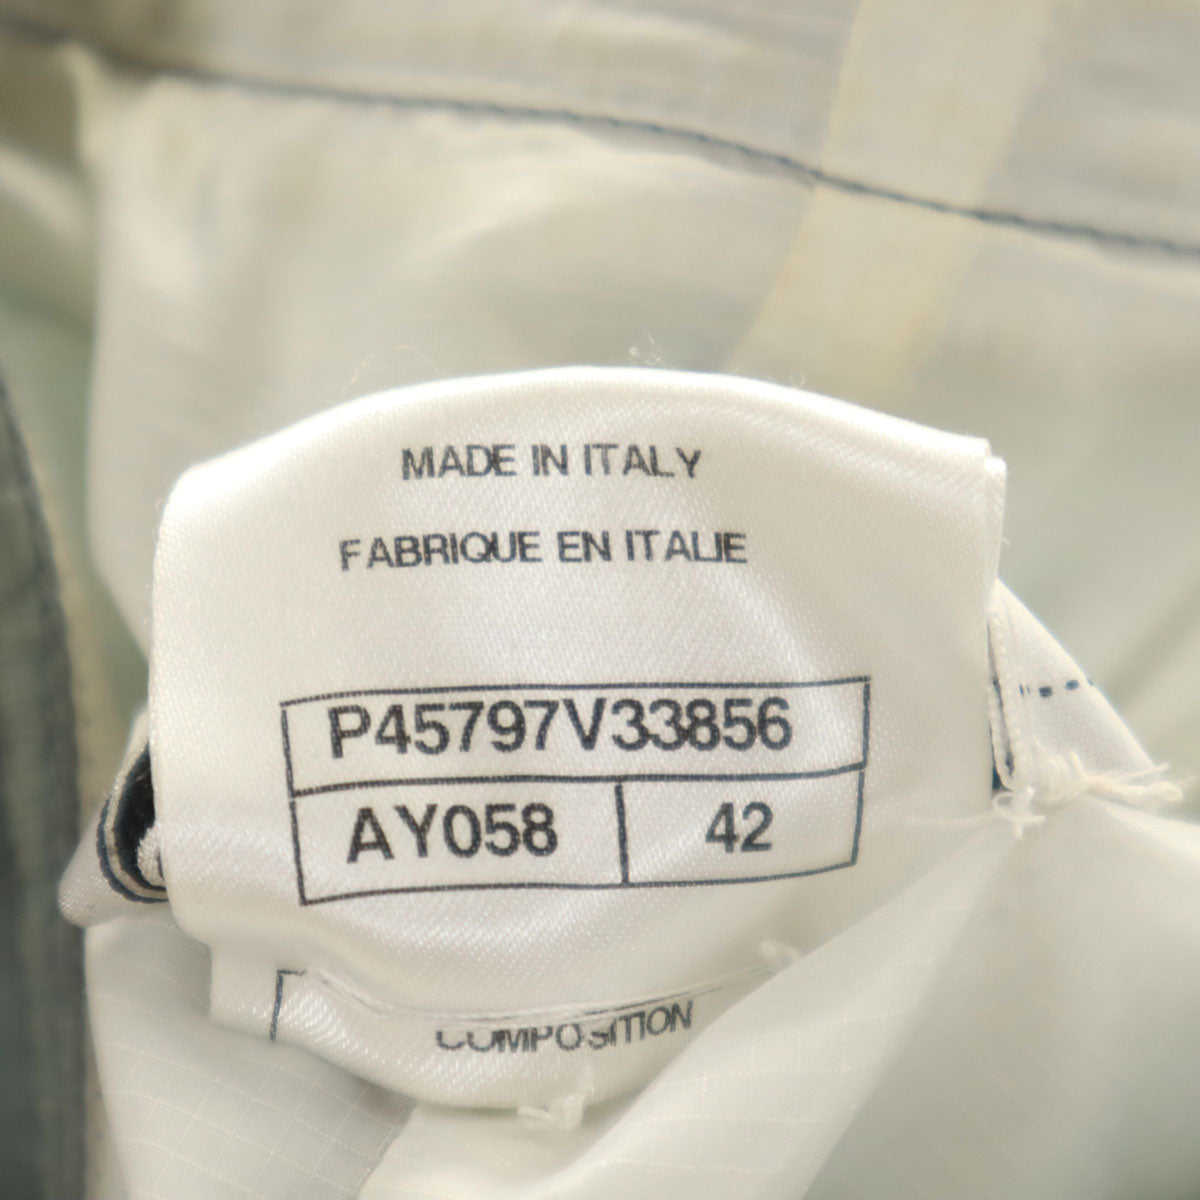 MADE IN ITALY
FABRIQUE EN ITALIE
P45797V33856
AY058 42
COMPOSITION